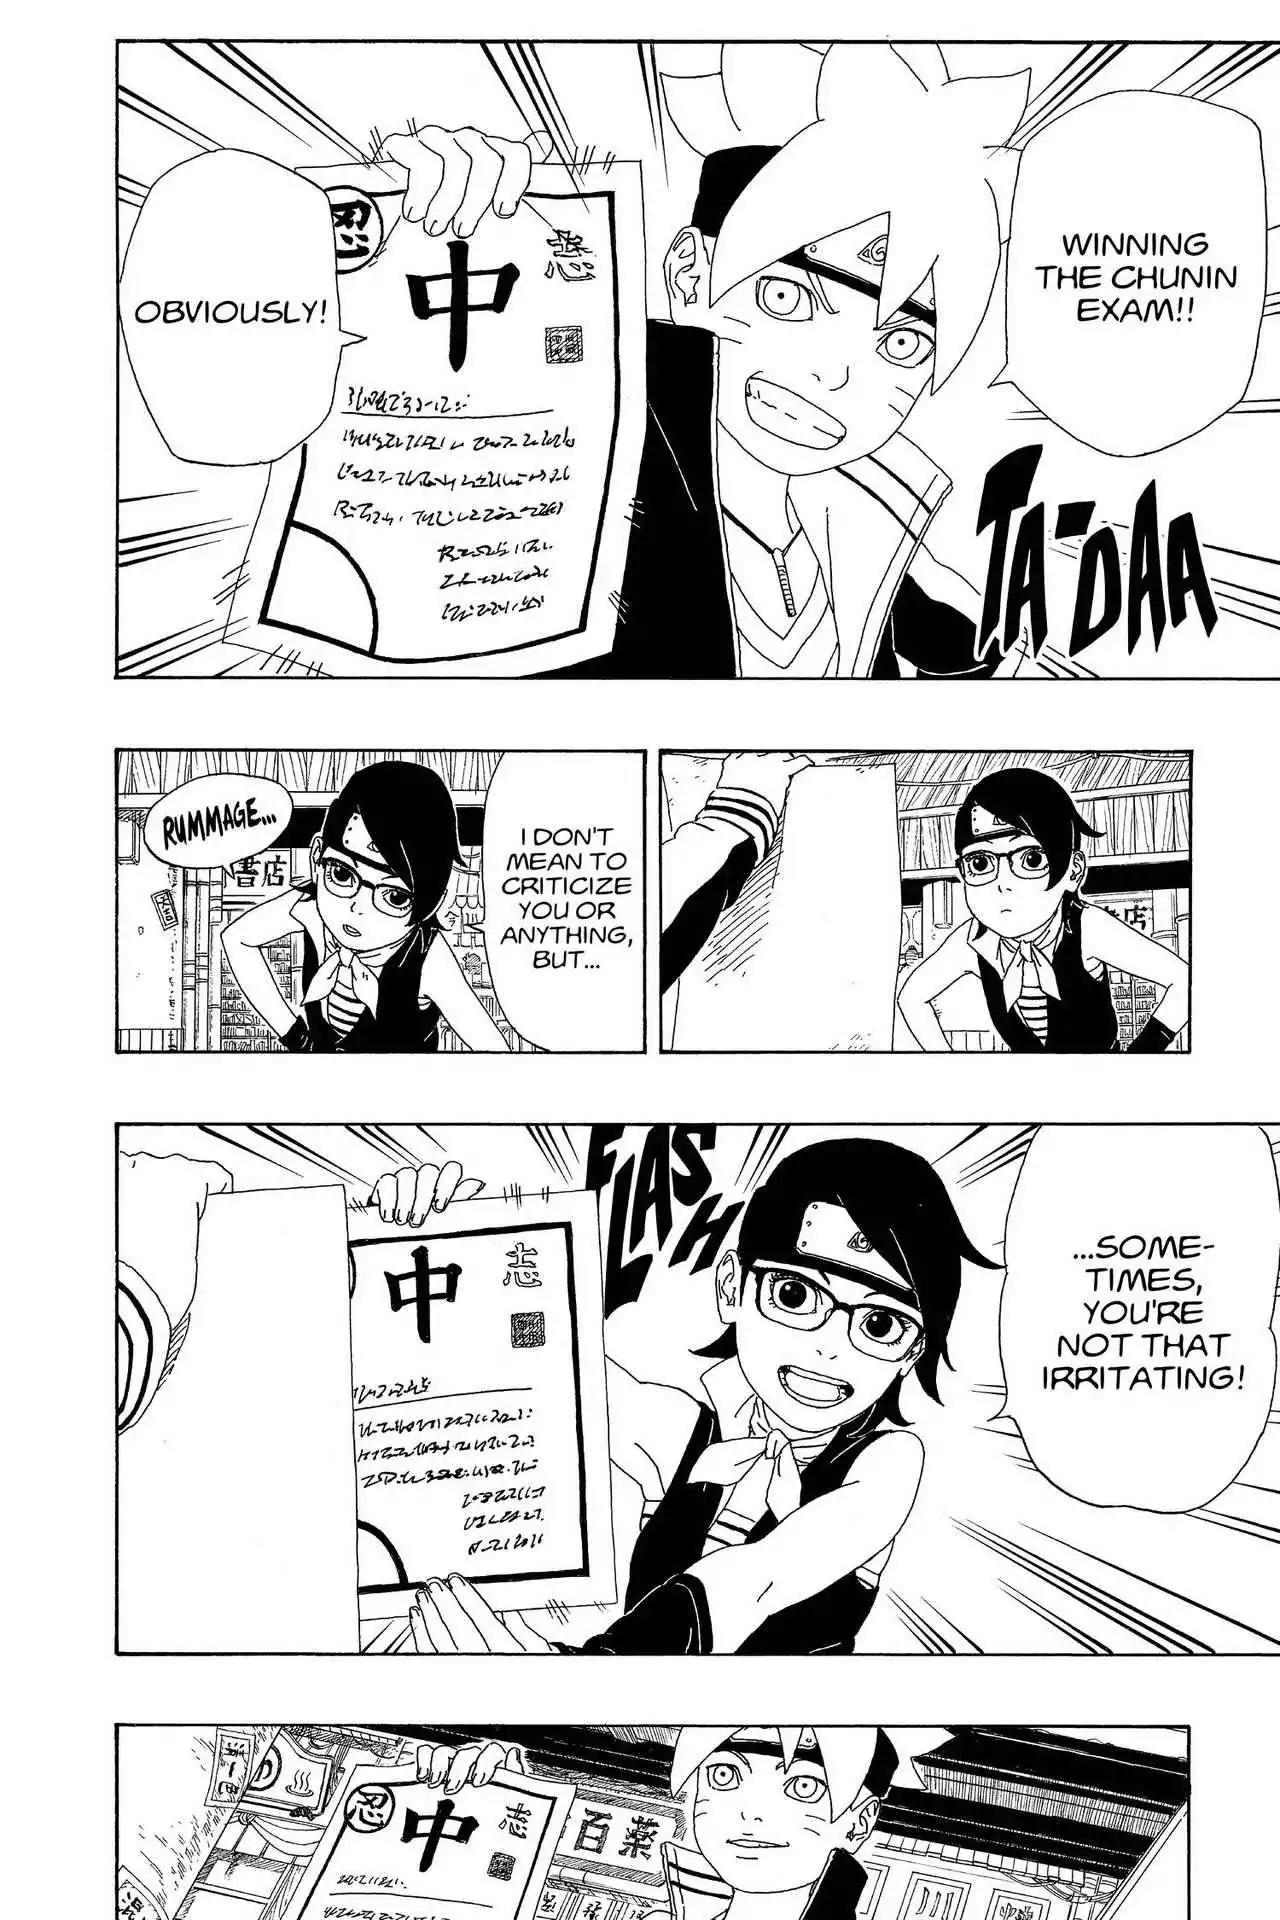 WINNING
THE CHUNIN
EXAM!!
OBVIOUSLY!
忍
中
志
TA-DAA
I DON'T
MEAN TO
CRITICIZE
YOU OR
ANYTHING,
BUT...
RUMMAGE...
書店
店
...SOME-
TIMES,
YOU'RE
NOT THAT
IRRITATING!
FLASH
中
志
忍
中
志
百薬